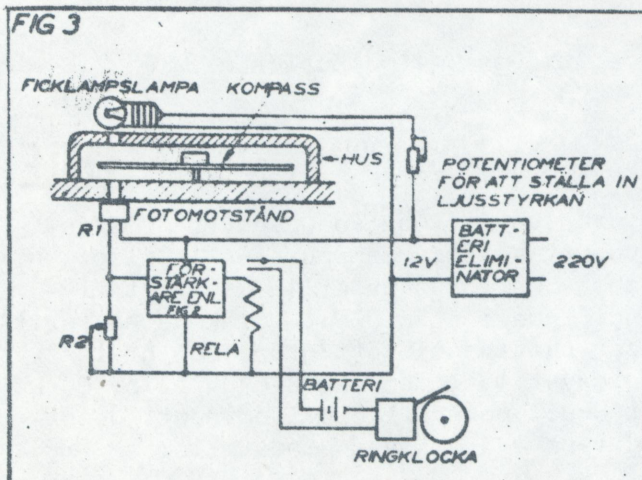 FIG 3
FICKLAMPSLAMPA
KOMPASS
HUS
POTENTIOMETER
FÖR ATT STÄLLA IN
LJUSSTYRKAN
R1
FOTOMOTSTÅND
BATT-
ERI
ELIMI-
NATOR
12V
220V
FÖR-
STÄRK-
ARE ENL.
FIG. 2
R2
RELÄ
BATTERI
RINGKLOCKA